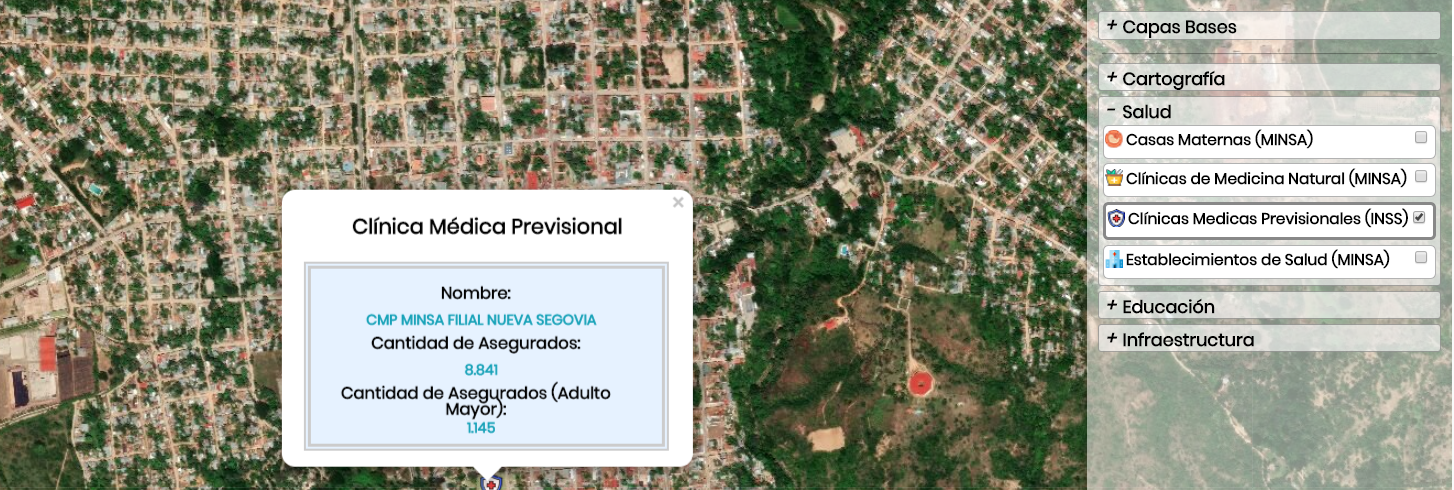 Clínica Médica Previsional
×
Nombre:
CMP MINSA FILIAL NUEVA SEGOVIA
Cantidad de Asegurados:
8.841
Cantidad de Asegurados (Adulto
Mayor):
1.145
+ Capas Bases
+ Cartografía
- Salud
Casas Maternas (MINSA)
Clínicas de Medicina Natural (MINSA)
Clínicas Medicas Previsionales (INSS)
Establecimientos de Salud (MINSA)
+ Educación
+ Infraestructura